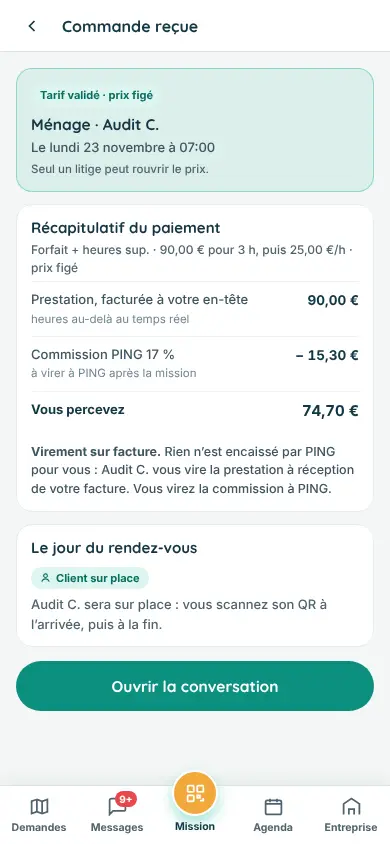 Commande reçue
Tarif validé · prix figé
Ménage · Audit C.
Le lundi 23 novembre à 07:00
Seul un litige peut rouvrir le prix.
Récapitulatif du paiement
Forfait + heures sup. · 90,00 € pour 3 h, puis 25,00 €/h ·
prix figé
Prestation, facturée à votre en-tête 90,00 €
heures au-delà au temps réel
Commission PING 17 % − 15,30 €
à virer à PING après la mission
Vous percevez 74,70 €
Virement sur facture. Rien n’est encaissé par PING
pour vous : Audit C. vous vire la prestation à réception
de votre facture. Vous virez la commission à PING.
Le jour du rendez-vous
Client sur place
Audit C. sera sur place : vous scannez son QR à
l’arrivée, puis à la fin.
Ouvrir la conversation
9+
Demandes Messages Mission Agenda Entreprise